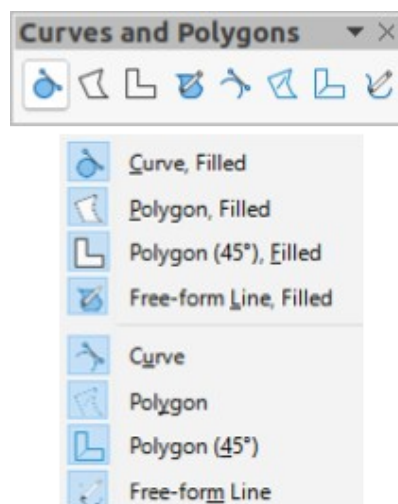 Curves and Polygons
Curve, Filled
Polygon, Filled
Polygon (45°), Filled
Free-form Line, Filled
Curve
Polygon
Polygon (45°)
Free-form Line